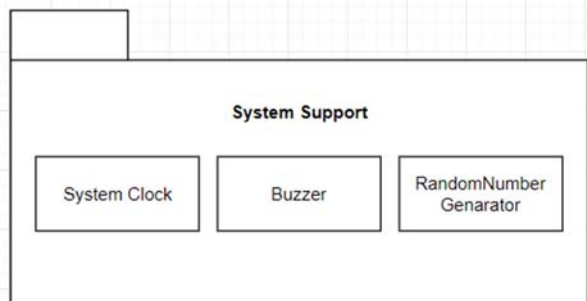 System Support
System Clock
Buzzer
RandomNumber
Genarator